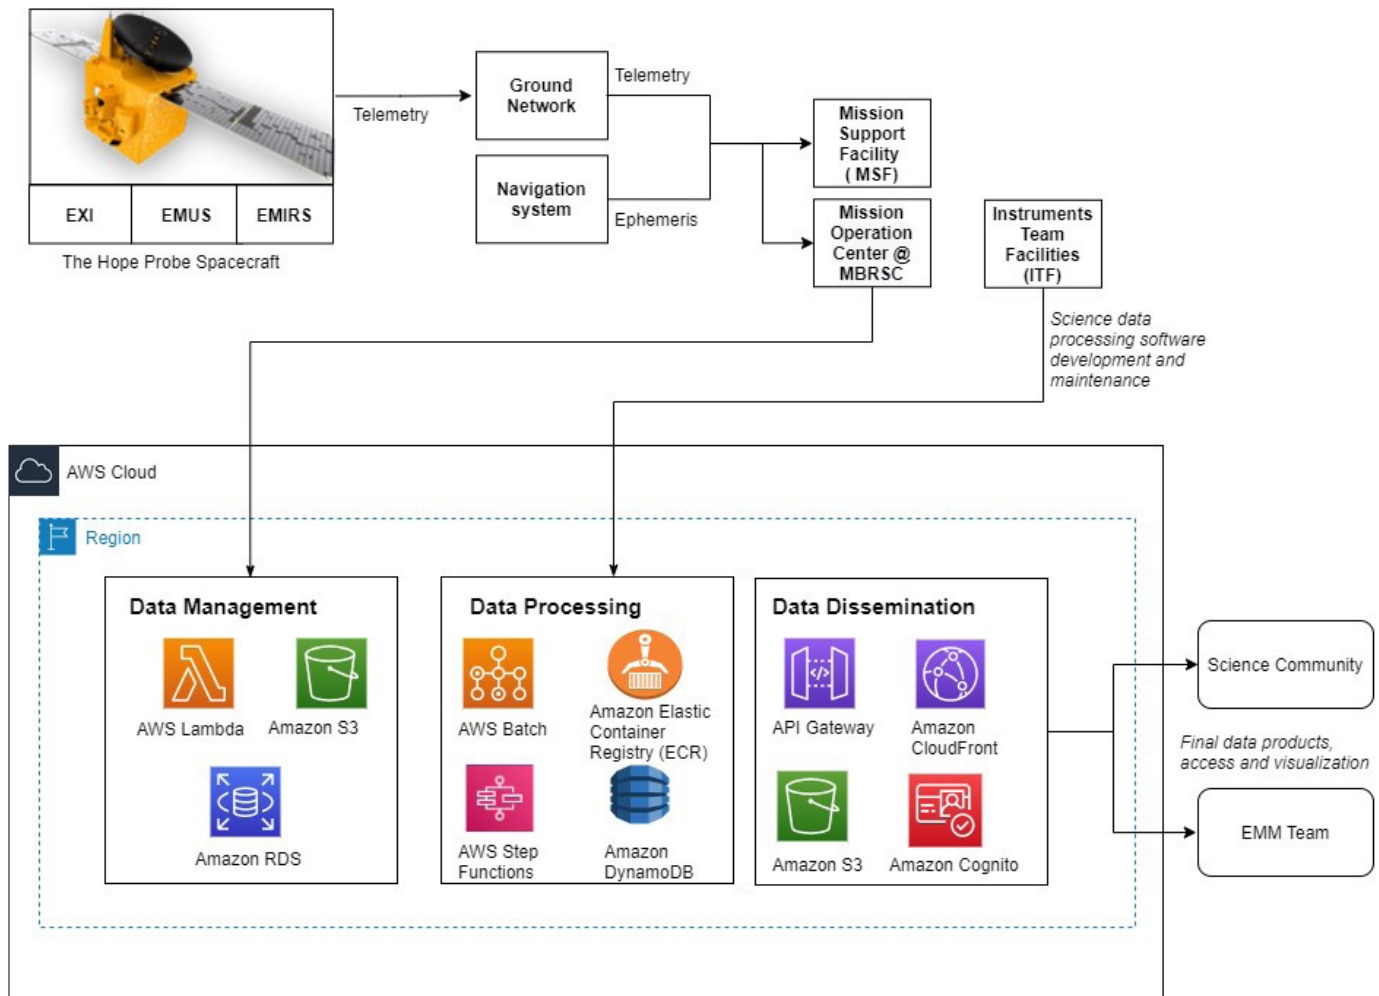 Ground
Network
Telemetry
Telemetry
Mission
Support
Facility
( MSF)
EXI
EMUS
EMIRS
Navigation
system
Ephemeris
The Hope Probe Spacecraft
Mission
Operation
Center @
MBRSC
Instruments
Team
Facilities
(ITF)
Science data
processing software
development and
maintenance
AWS Cloud
Region
Data Management
AWS Lambda
Amazon S3
Amazon RDS
Data Processing
AWS Batch
Amazon Elastic
Container
Registry (ECR)
AWS Step
Functions
Amazon
DynamoDB
Data Dissemination
API Gateway
Amazon
CloudFront
Amazon S3
Amazon Cognito
Science Community
Final data products,
access and visualization
EMM Team